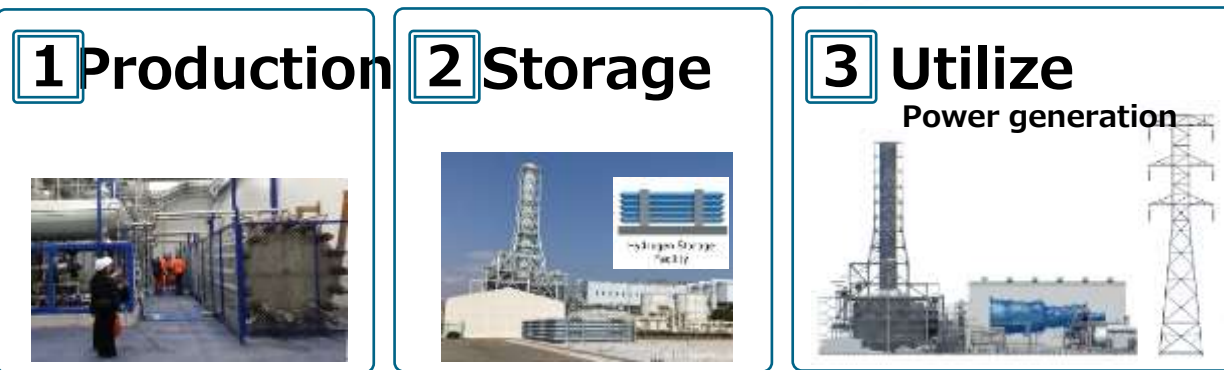 1 Production
2 Storage
3 Utilize
Power generation
Hydrogen Storage
Facility